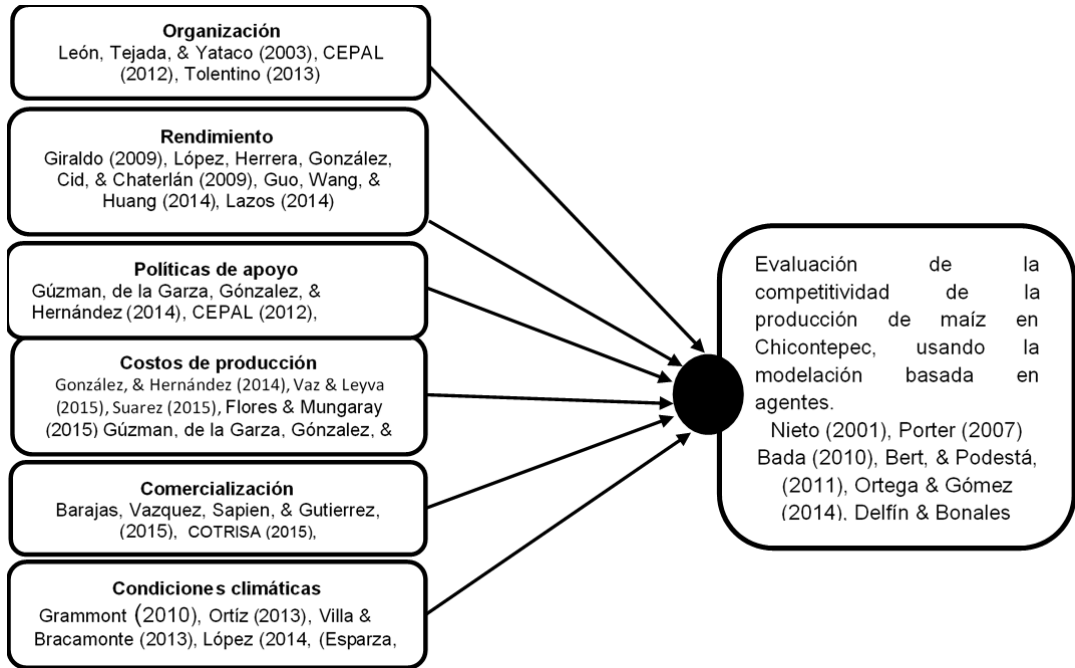 Organización
León, Tejada, & Yataco (2003), CEPAL
(2012), Tolentino (2013)
Rendimiento
Giraldo (2009), López, Herrera, González,
Cid, & Chaterlán (2009), Guo, Wang, &
Huang (2014), Lazos (2014)
Políticas de apoyo
Gúzman, de la Garza, Gónzalez, &
Hernández (2014), CEPAL (2012),
Costos de producción
González, & Hernández (2014), Vaz & Leyva
(2015), Suarez (2015), Flores & Mungaray
(2015) Gúzman, de la Garza, Gónzalez, &
Comercialización
Barajas, Vazquez, Sapien, & Gutierrez,
(2015), COTRISA (2015),
Condiciones climáticas
Grammont (2010), Ortíz (2013), Villa &
Bracamonte (2013), López (2014, (Esparza,
Evaluación de la
competitividad de la
producción de maíz en
Chicontepec, usando la
modelación basada en
agentes.
Nieto (2001), Porter (2007)
Bada (2010), Bert, & Podestá,
(2011), Ortega & Gómez
(2014), Delfín & Bonales